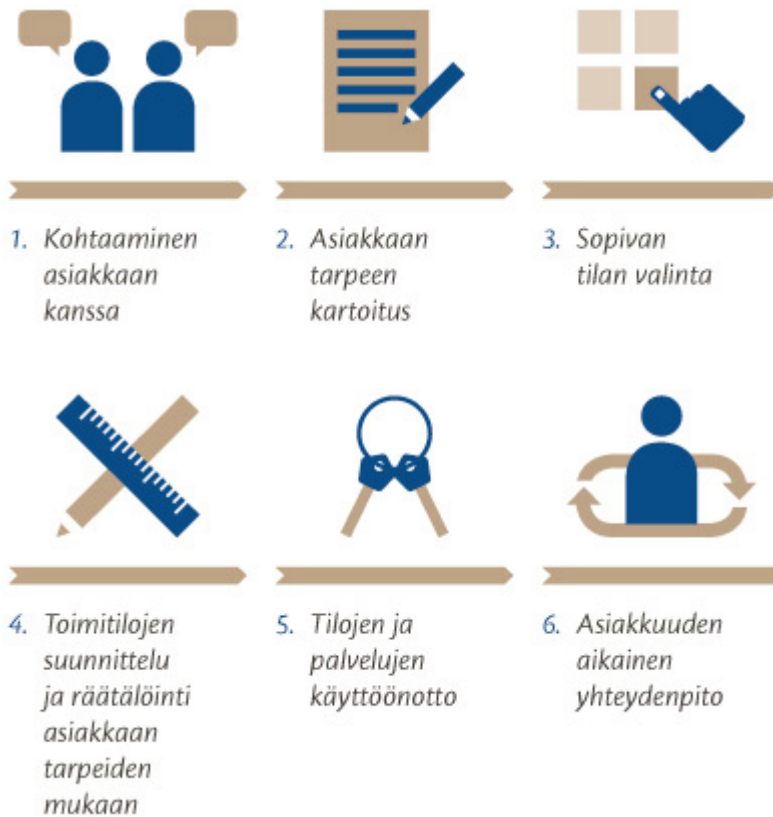 1. Kohtaaminen
asiakkaan
kanssa
2. Asiakkaan
tarpeen
kartoitus
3. Sopivan
tilan valinta
4. Toimitilojen
suunnittelu
ja räätälöinti
asiakkaan
tarpeiden
mukaan
5. Tilojen ja
palvelujen
käyttöönotto
6. Asiakkuuden
aikainen
yhteydenpito